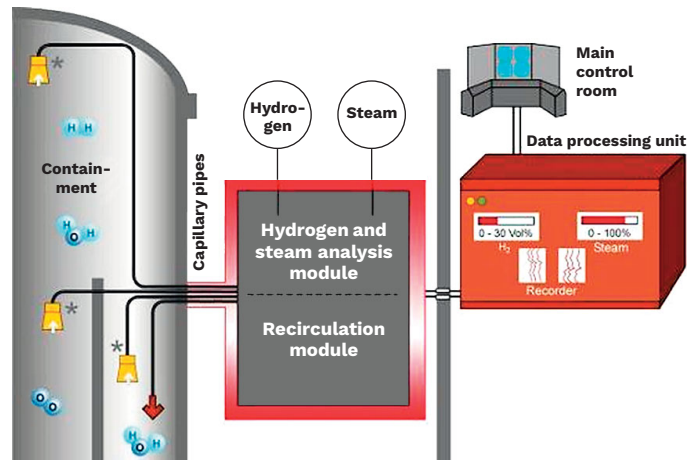 *
H H
Contain-
ment
H
O
H
*
*
O
O
H
O
H
Capillary pipes
Hydro-
gen
Steam
Hydrogen and
steam analysis
module
Recirculation
module
Main
control
room
Data processing unit
0 - 30 Vol%
H₂
0 - 100%
Steam
Recorder